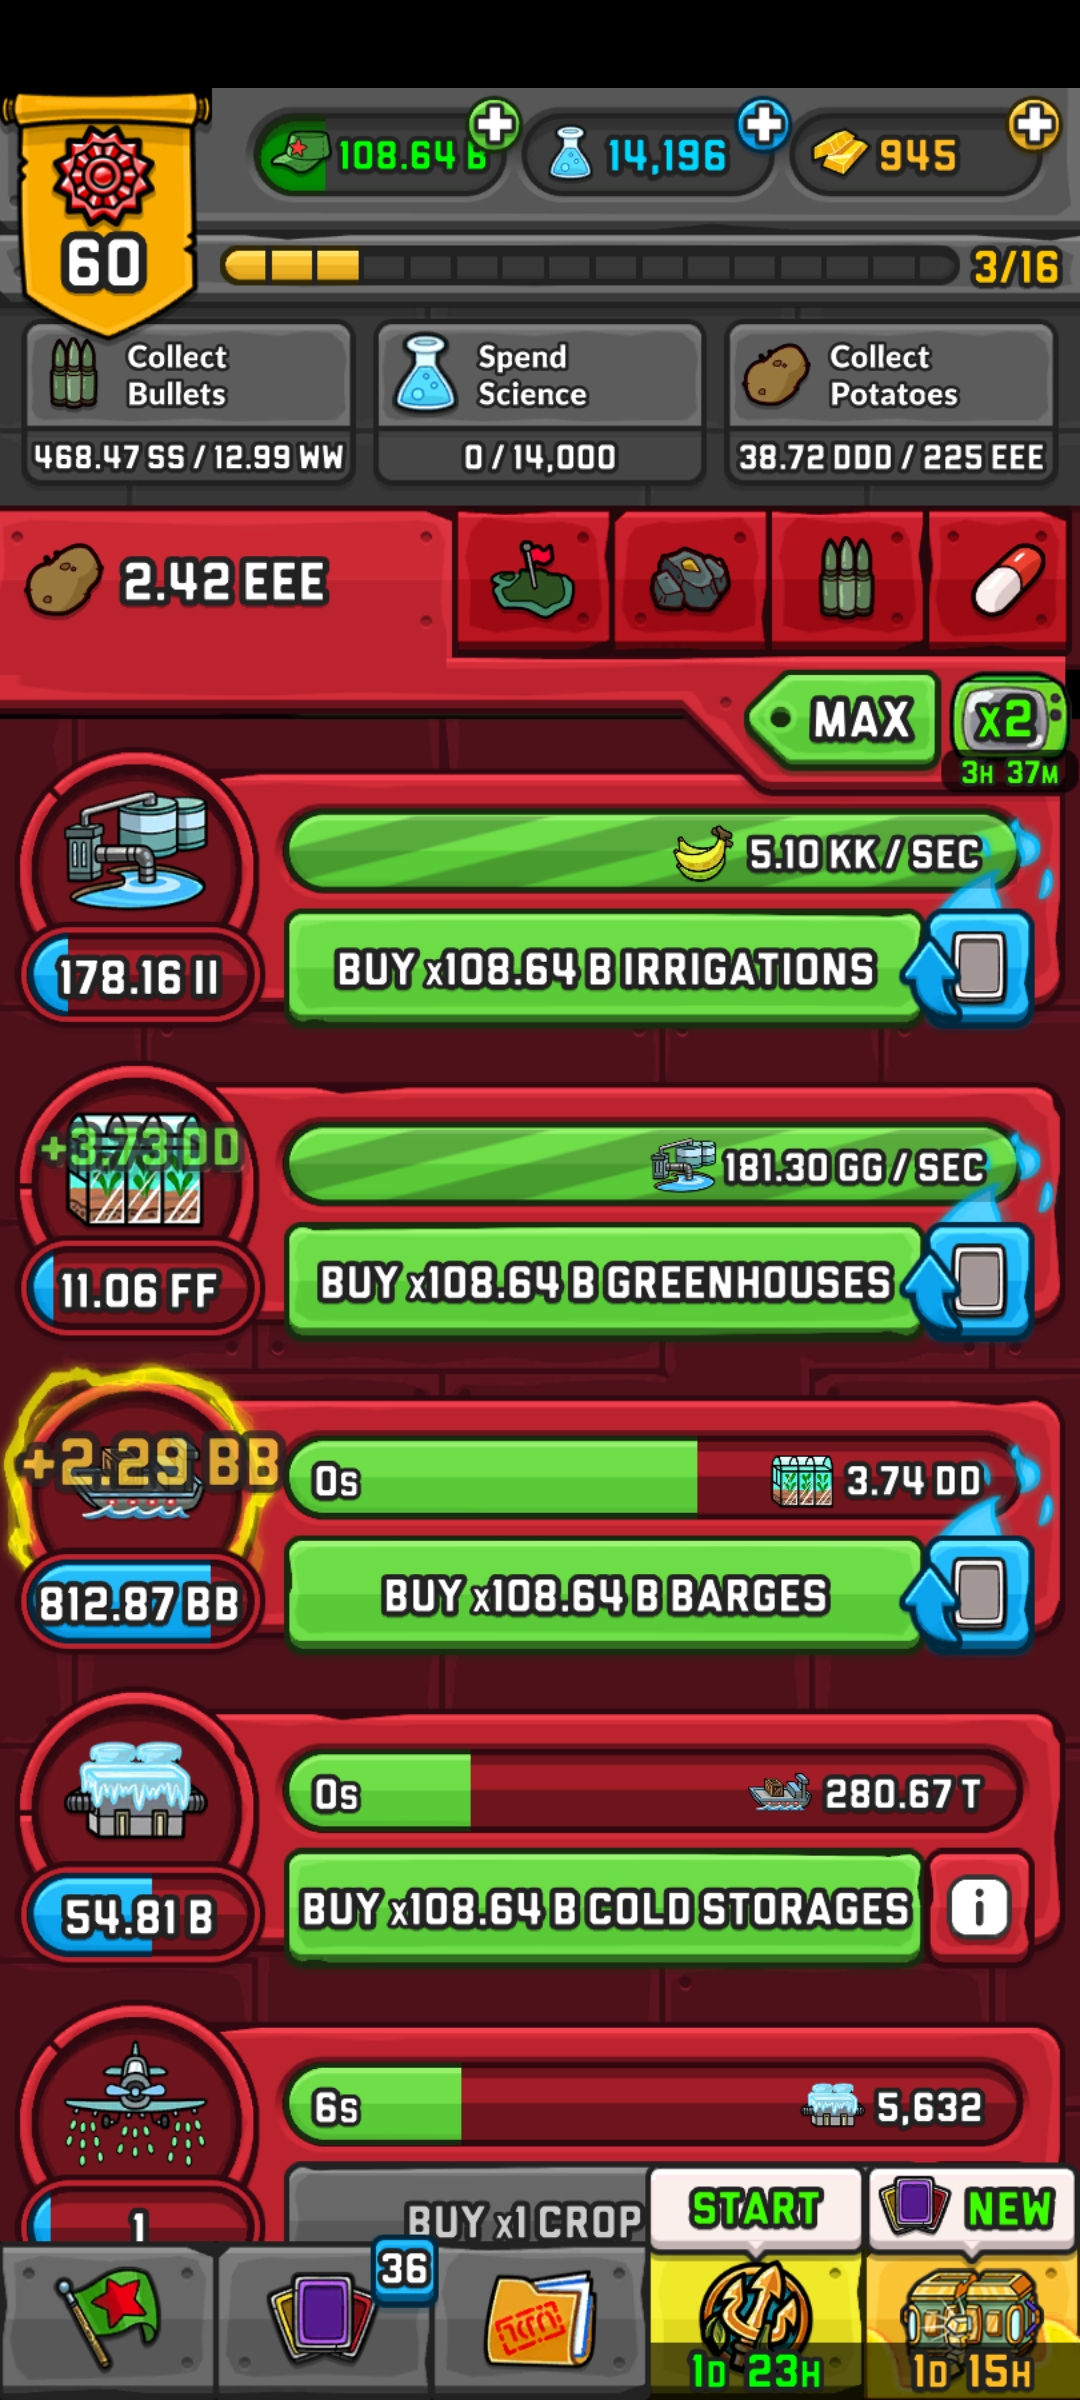 108.64 B
14,196
945
60
3/16
Collect
Bullets
468.47 SS / 12.99 WW
Spend
Science
0 / 14,000
Collect
Potatoes
38.72 DDD / 225 EEE
2.42 EEE
MAX
x2
3H 37M
5.10 KK / SEC
178.16 II
BUY x108.64 B IRRIGATIONS
+3.73 DD
181.30 GG / SEC
11.06 FF
BUY x108.64 B GREENHOUSES
+2.29 BB
0s
3.74 DD
812.87 BB
BUY x108.64 B BARGES
0s
280.67 T
54.81 B
BUY x108.64 B COLD STORAGES
i
6s
5,632
1
BUY x1 CROP
START
NEW
36
1D 23H
1D 15H